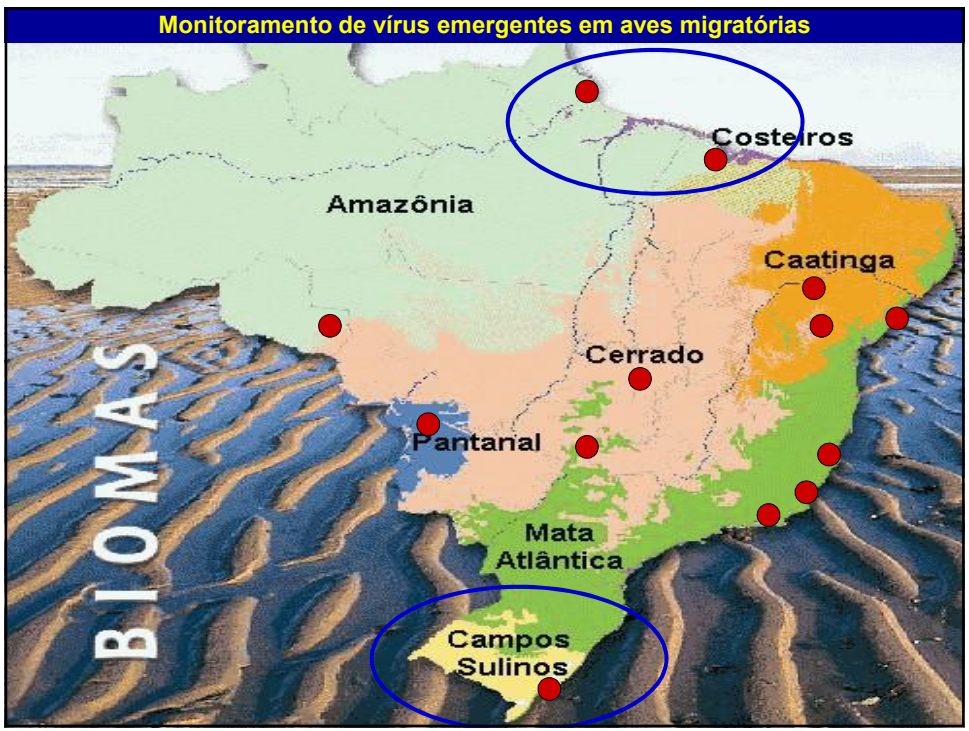 Monitoramento de vírus emergentes em aves migratórias
Costeiros
Amazônia
Caatinga
Cerrado
Pantanal
Mata
Atlântica
Campos
Sulinos
BIOMAS